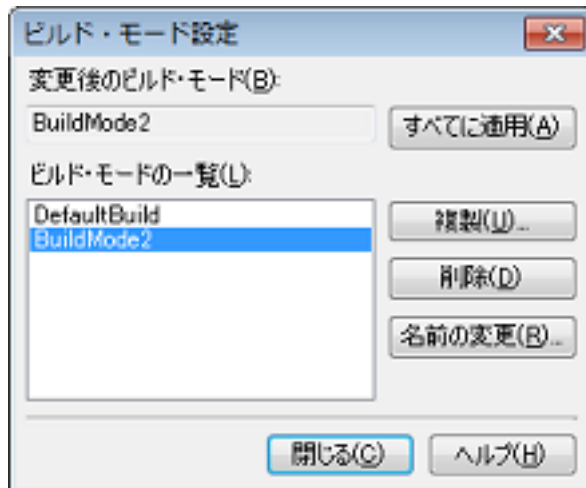 ビルド・モード設定
変更後のビルド・モード(B):
BuildMode2
すべてに適用(A)
ビルド・モードの一覧(L):
DefaultBuild
BuildMode2
複製(U)...
削除(D)
名前の変更(R)...
閉じる(C)
ヘルプ(H)